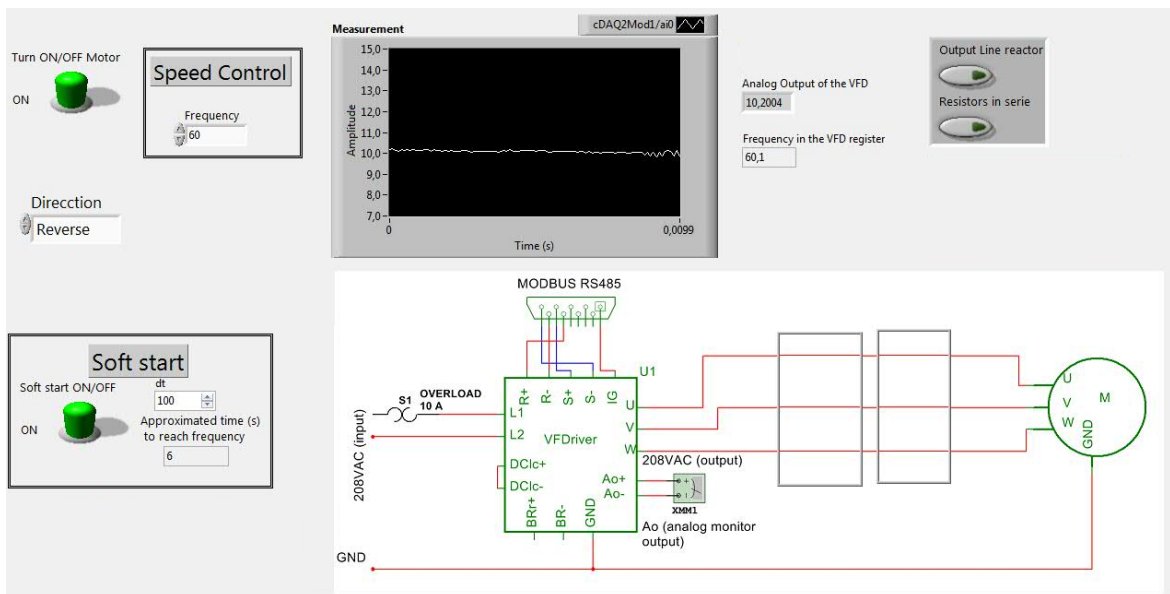 Turn ON/OFF Motor
ON
Speed Control
Frequency
60
Direcction
Reverse
Measurement
cDAQ2Mod1/ai0
Amplitude
15,0
14,0
13,0
12,0
11,0
10,0
9,0
8,0
7,0
0
0,0099
Time (s)
Analog Output of the VFD
10,2004
Frequency in the VFD register
60,1
Output Line reactor
Resistors in serie
Soft start
Soft start ON/OFF
ON
dt
100
Approximated time (s)
to reach frequency
6
MODBUS RS485
U1
S1
OVERLOAD
10 A
208VAC (input)
R+
R-
S+
S-
IG
L1
L2
VFDriver
U
V
W
DClc+
DClc-
BRr+
BR-
GND
Ao+
Ao-
208VAC (output)
XMM1
Ao (analog monitor
output)
GND
U
V
W
M
GND